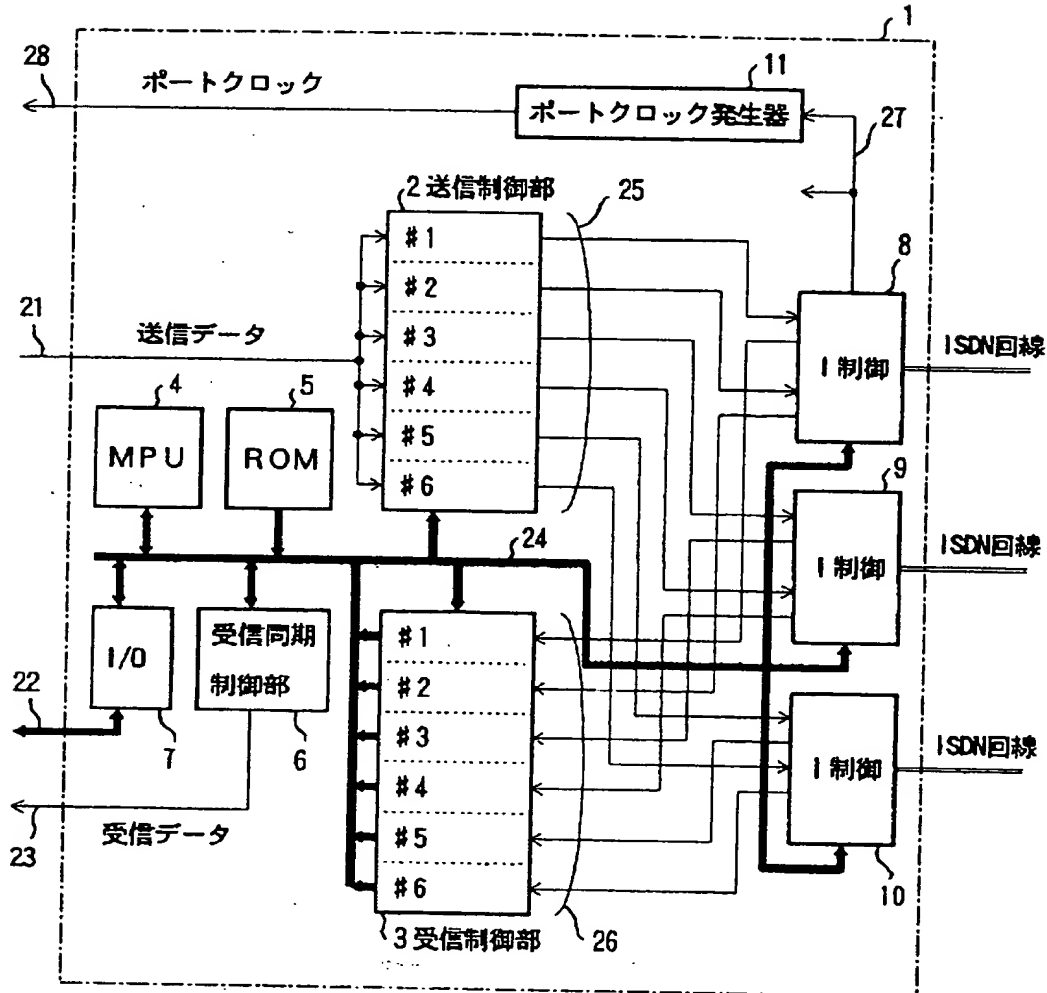 1
28
ポートクロック
11
ポートクロック発生器
27
2送信制御部
25
#1
#2
#3
#4
#5
#6
8
21
送信データ
I制御
ISDN回線
4
MPU
5
ROM
9
I制御
ISDN回線
24
I/O
受信同期
制御部
22
7
6
#1
#2
#3
#4
#5
#6
I制御
ISDN回線
23
受信データ
10
3受信制御部
26